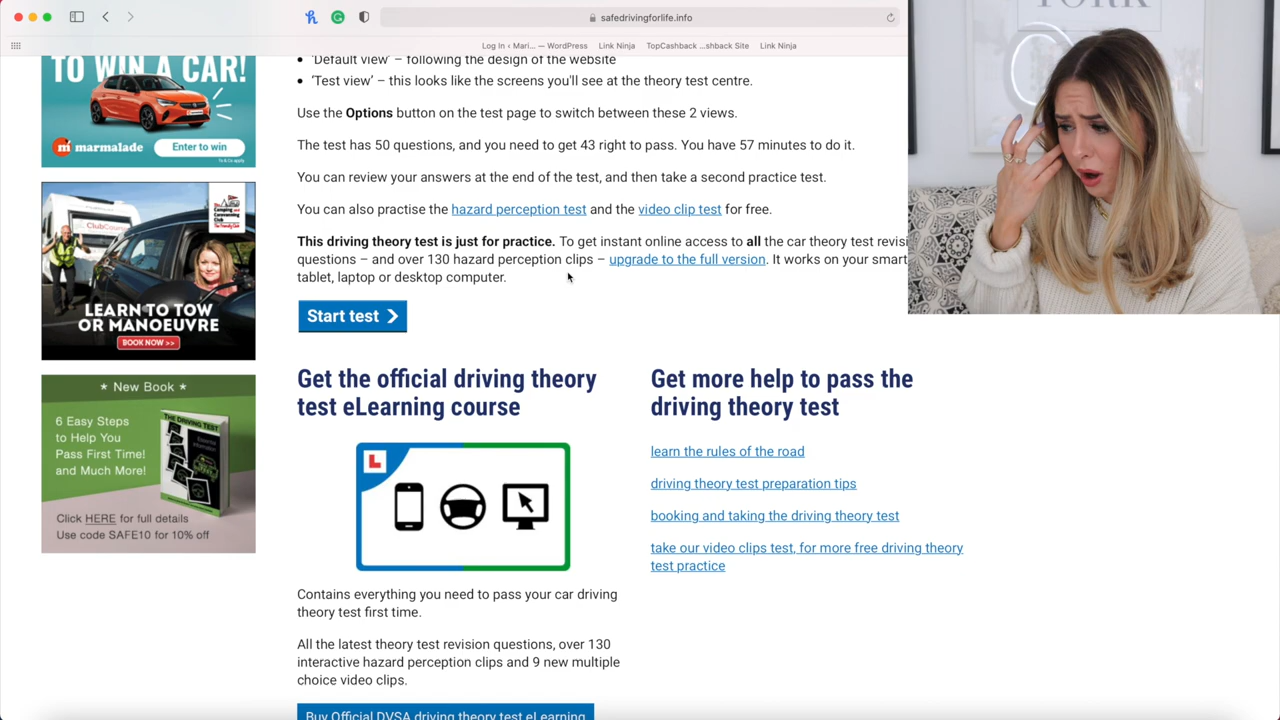 safedrivingforlife.info
Log In ‹ Mari... — WordPress
Link Ninja
TopCashback ...shback Site
Link Ninja
TO WIN A CAR!
marmalade
Enter to win
LEARN TO TOW
OR MANOEUVRE
BOOK NOW >>
* New Book *
6 Easy Steps
to Help You
Pass First Time!
and Much More!
THE DRIVING TEST
Click HERE for full details
Use code SAFE10 for 10% off
• 'Default view' – following the design of the website
• 'Test view' – this looks like the screens you'll see at the theory test centre.
Use the Options button on the test page to switch between these 2 views.
The test has 50 questions, and you need to get 43 right to pass. You have 57 minutes to do it.
You can review your answers at the end of the test, and then take a second practice test.
You can also practise the hazard perception test and the video clip test for free.
This driving theory test is just for practice. To get instant online access to all the car theory test revisi
questions – and over 130 hazard perception clips – upgrade to the full version. It works on your smart
tablet, laptop or desktop computer.
Start test
Get the official driving theory
test eLearning course
L
Contains everything you need to pass your car driving
theory test first time.
All the latest theory test revision questions, over 130
interactive hazard perception clips and 9 new multiple
choice video clips.
Buy Official DVSA driving theory test eLearning
Get more help to pass the
driving theory test
learn the rules of the road
driving theory test preparation tips
booking and taking the driving theory test
take our video clips test, for more free driving theory
test practice